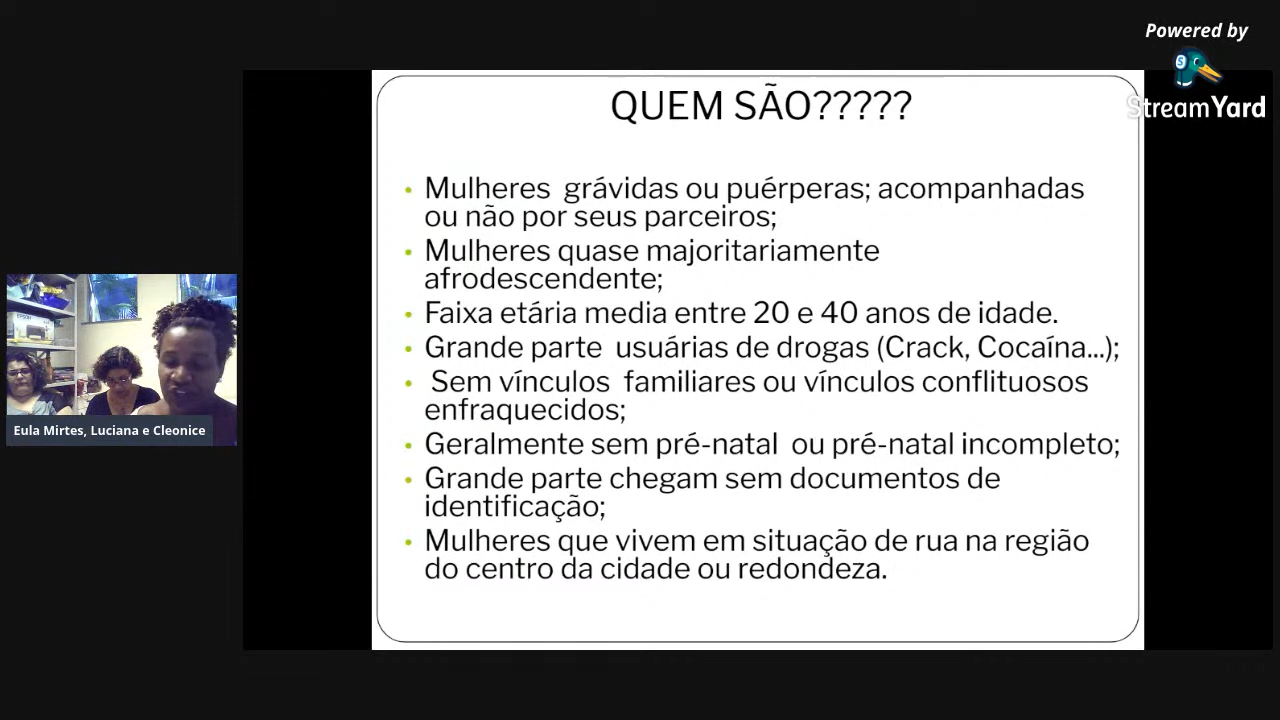 Powered by
StreamYard
QUEM SÃO?????
• Mulheres grávidas ou puérperas; acompanhadas
ou não por seus parceiros;
• Mulheres quase majoritariamente
afrodescendente;
• Faixa etária media entre 20 e 40 anos de idade.
• Grande parte usuárias de drogas (Crack, Cocaína...);
• Sem vínculos familiares ou vínculos conflituosos
enfraquecidos;
• Geralmente sem pré-natal ou pré-natal incompleto;
• Grande parte chegam sem documentos de
identificação;
• Mulheres que vivem em situação de rua na região
do centro da cidade ou redondeza.
Eula Mirtes, Luciana e Cleonice